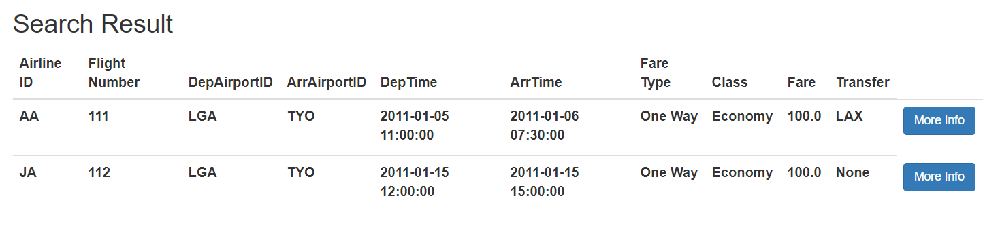 Search Result
Airline ID Flight Number DepAirportID ArrAirportID DepTime ArrTime Fare Type Class Fare Transfer
AA 111 LGA TYO 2011-01-05 11:00:00 2011-01-06 07:30:00 One Way Economy 100.0 LAX More Info
JA 112 LGA TYO 2011-01-15 12:00:00 2011-01-15 15:00:00 One Way Economy 100.0 None More Info